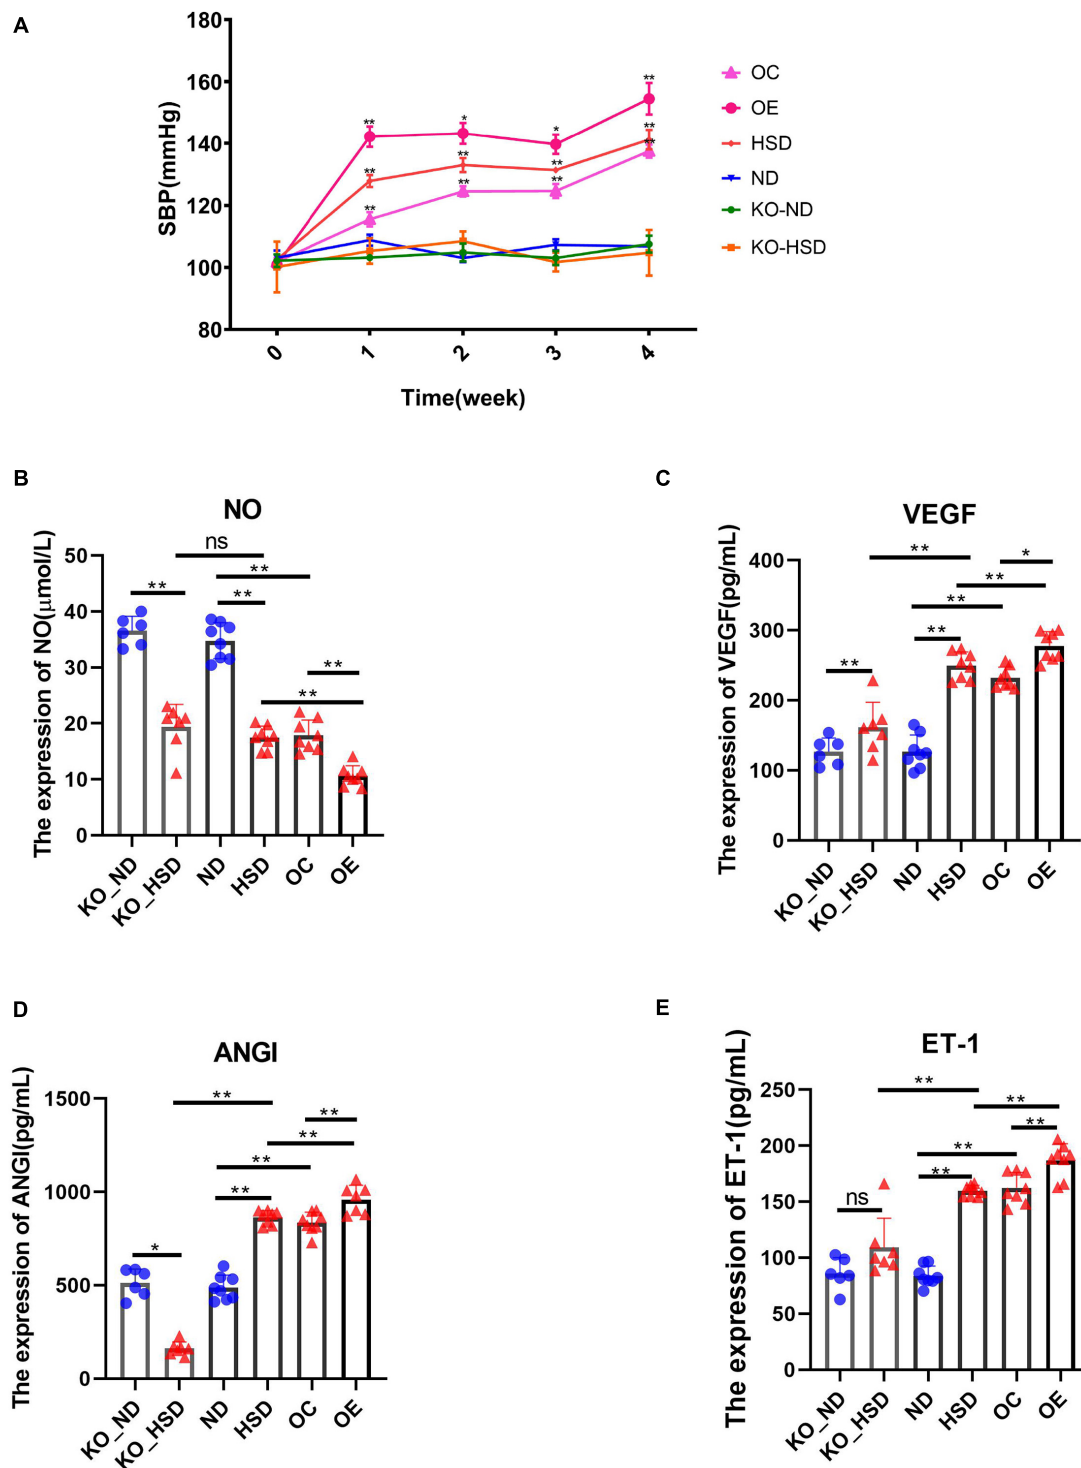 A
SBP(mmHg)
180
160
140
120
100
80
** * * **
** ** ** **
** ** ** **
0 1 2 3 4
Time(week)
OC
OE
HSD
ND
KO-ND
KO-HSD
B
NO
The expression of NO(μmol/L)
50
40
30
20
10
0
ns
**
**
**
**
**
KO_ND KO_HSD ND HSD OC OE
C
VEGF
The expression of VEGF(pg/mL)
400
300
200
100
0
*
**
**
**
**
**
KO_ND KO_HSD ND HSD OC OE
D
ANGI
The expression of ANGI(pg/mL)
1500
1000
500
0
**
**
**
**
**
*
KO_ND KO_HSD ND HSD OC OE
E
ET-1
The expression of ET-1(pg/mL)
250
200
150
100
50
0
**
**
**
**
**
ns
KO_ND KO_HSD ND HSD OC OE